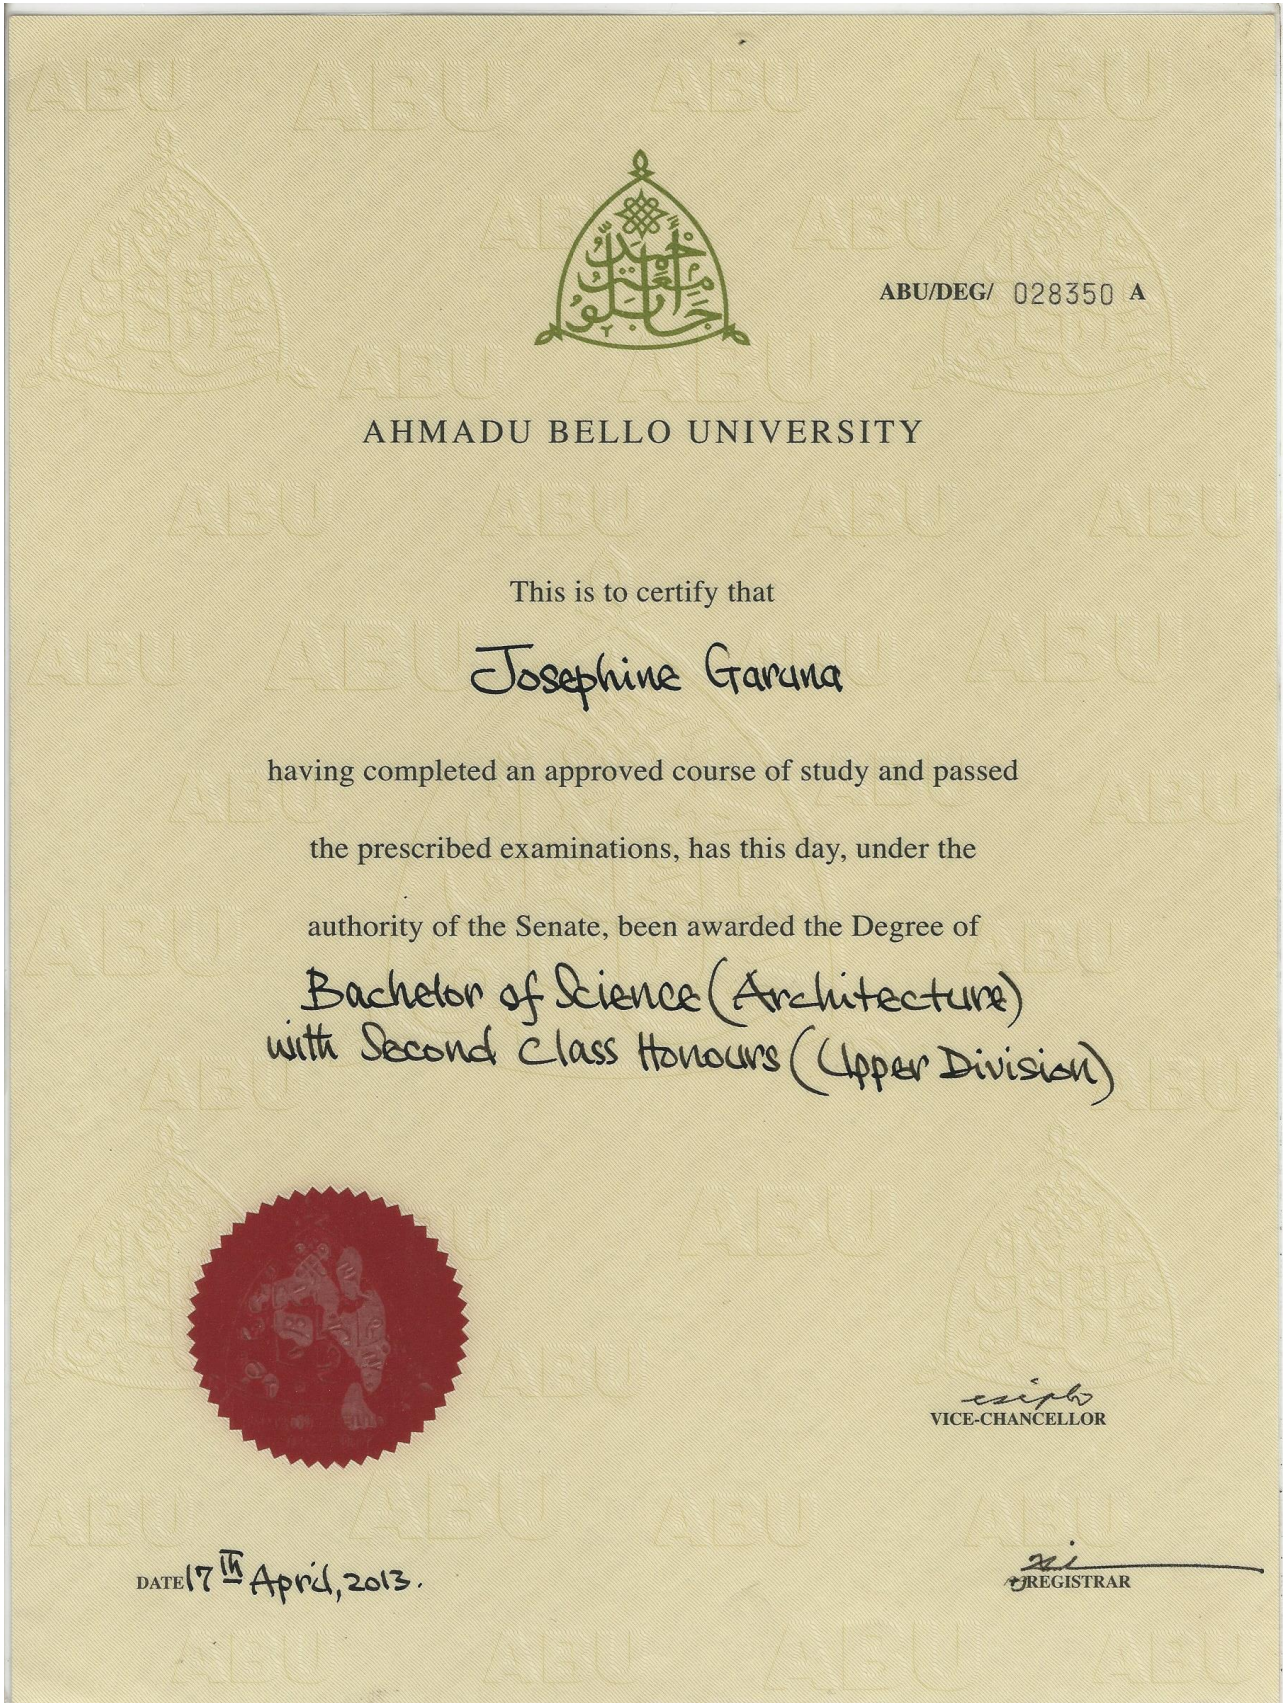 ABU/DEG/ 028350 A
AHMADU BELLO UNIVERSITY
This is to certify that
Josephine Garuna
having completed an approved course of study and passed
the prescribed examinations, has this day, under the
authority of the Senate, been awarded the Degree of
Bachelor of Science (Architecture)
with Second Class Honours (Upper Division)
VICE-CHANCELLOR
DATE 17TH April, 2013.
REGISTRAR